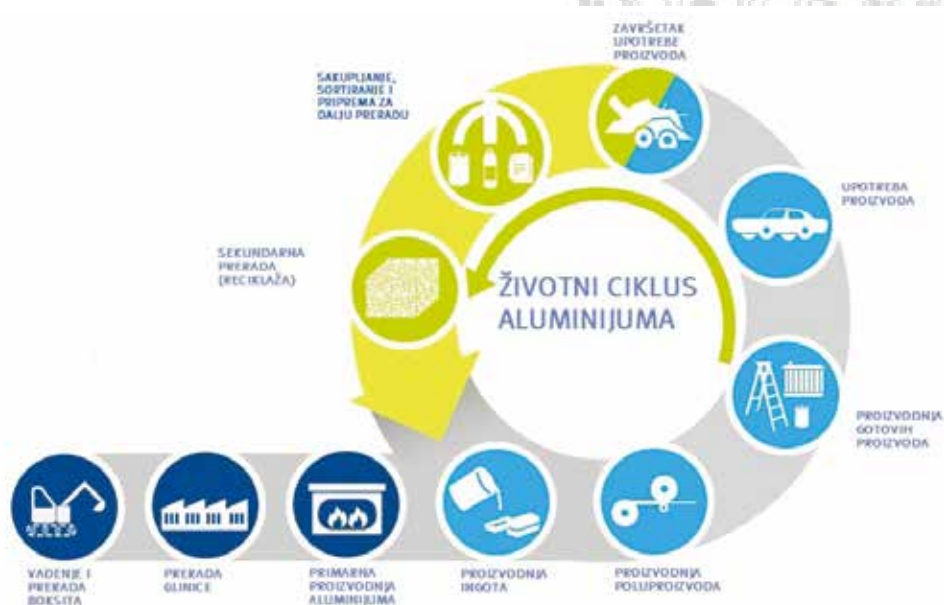 ZAVRŠETAK
UPOTREBE
PROIZVODA
SAKUPLJANJE,
SORTIRANJE I
PRIPREMA ZA
DALJU PRERADU
UPOTREBA
PROIZVODA
SEKUNDARNA
PRERADA
(RECIKLAŽA)
ŽIVOTNI CIKLUS
ALUMINIJUMA
PROIZVODNJA
GOTOVIH
PROIZVODA
VAĐENJE I
PRERADA
BOKSITA
PRERADA
GLINICE
PRIMARNA
PROIZVODNJA
ALUMINIJUMA
PROIZVODNJA
INGOTA
PROIZVODNJA
POLUPROIZVODA